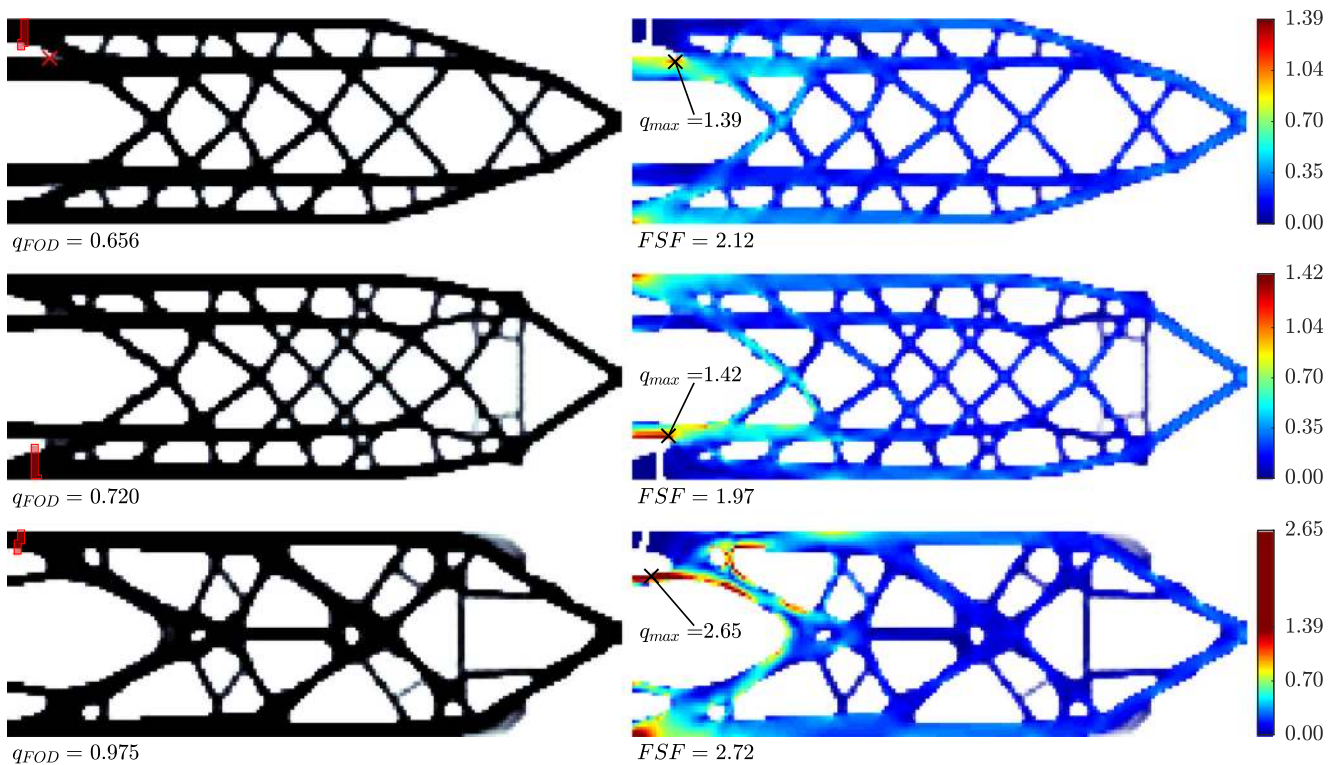 1.39
1.04
q_max =1.39
0.70
0.35
0.00
q_FOD = 0.656
FSF = 2.12
1.42
1.04
q_max =1.42
0.70
0.35
0.00
q_FOD = 0.720
FSF = 1.97
2.65
q_max =2.65
1.39
0.70
0.00
q_FOD = 0.975
FSF = 2.72